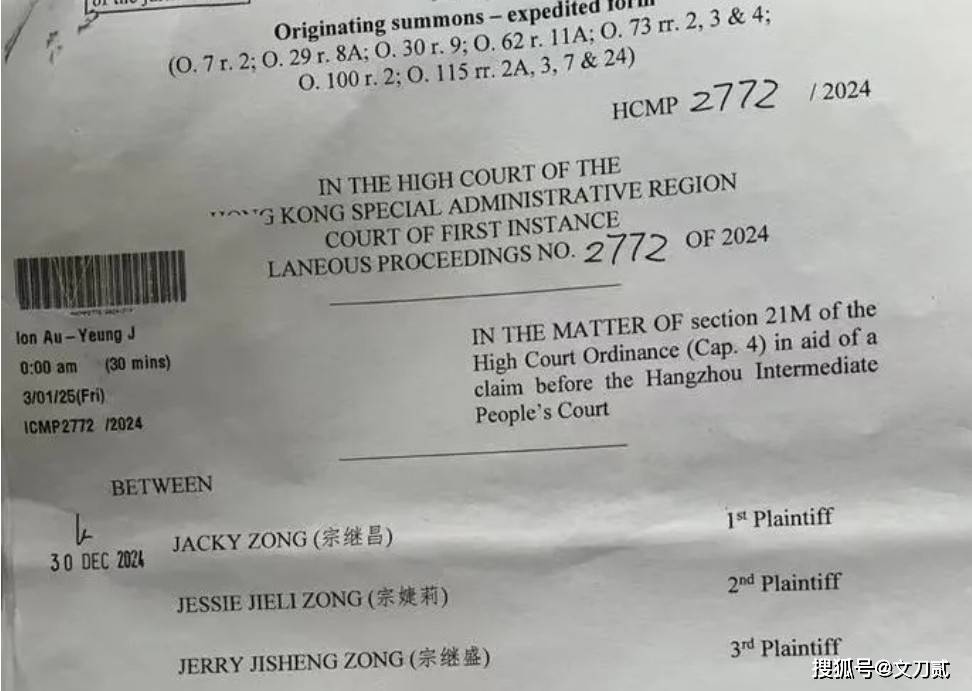 of the ju
Originating summons – expedited form
(O. 7 r. 2; O. 29 r. 8A; O. 30 r. 9; O. 62 r. 11A; O. 73 rr. 2, 3 & 4;
O. 100 r. 2; O. 115 rr. 2A, 3, 7 & 24)
HCMP 2772 / 2024
IN THE HIGH COURT OF THE
G KONG SPECIAL ADMINISTRATIVE REGION
COURT OF FIRST INSTANCE
LANEOUS PROCEEDINGS NO. 2772 OF 2024
Ion Au-Yeung J
0:00 am (30 mins)
3/01/25(Fri)
ICMP2772 /2024
IN THE MATTER OF section 21M of the
High Court Ordinance (Cap. 4) in aid of a
claim before the Hangzhou Intermediate
People's Court
BETWEEN
30 DEC 2024
JACKY ZONG (宗继昌) 1st Plaintiff
JESSIE JIELI ZONG (宗婕莉) 2nd Plaintiff
JERRY JISHENG ZONG (宗继盛) 3rd Plaintiff
搜狐号@文刀贰